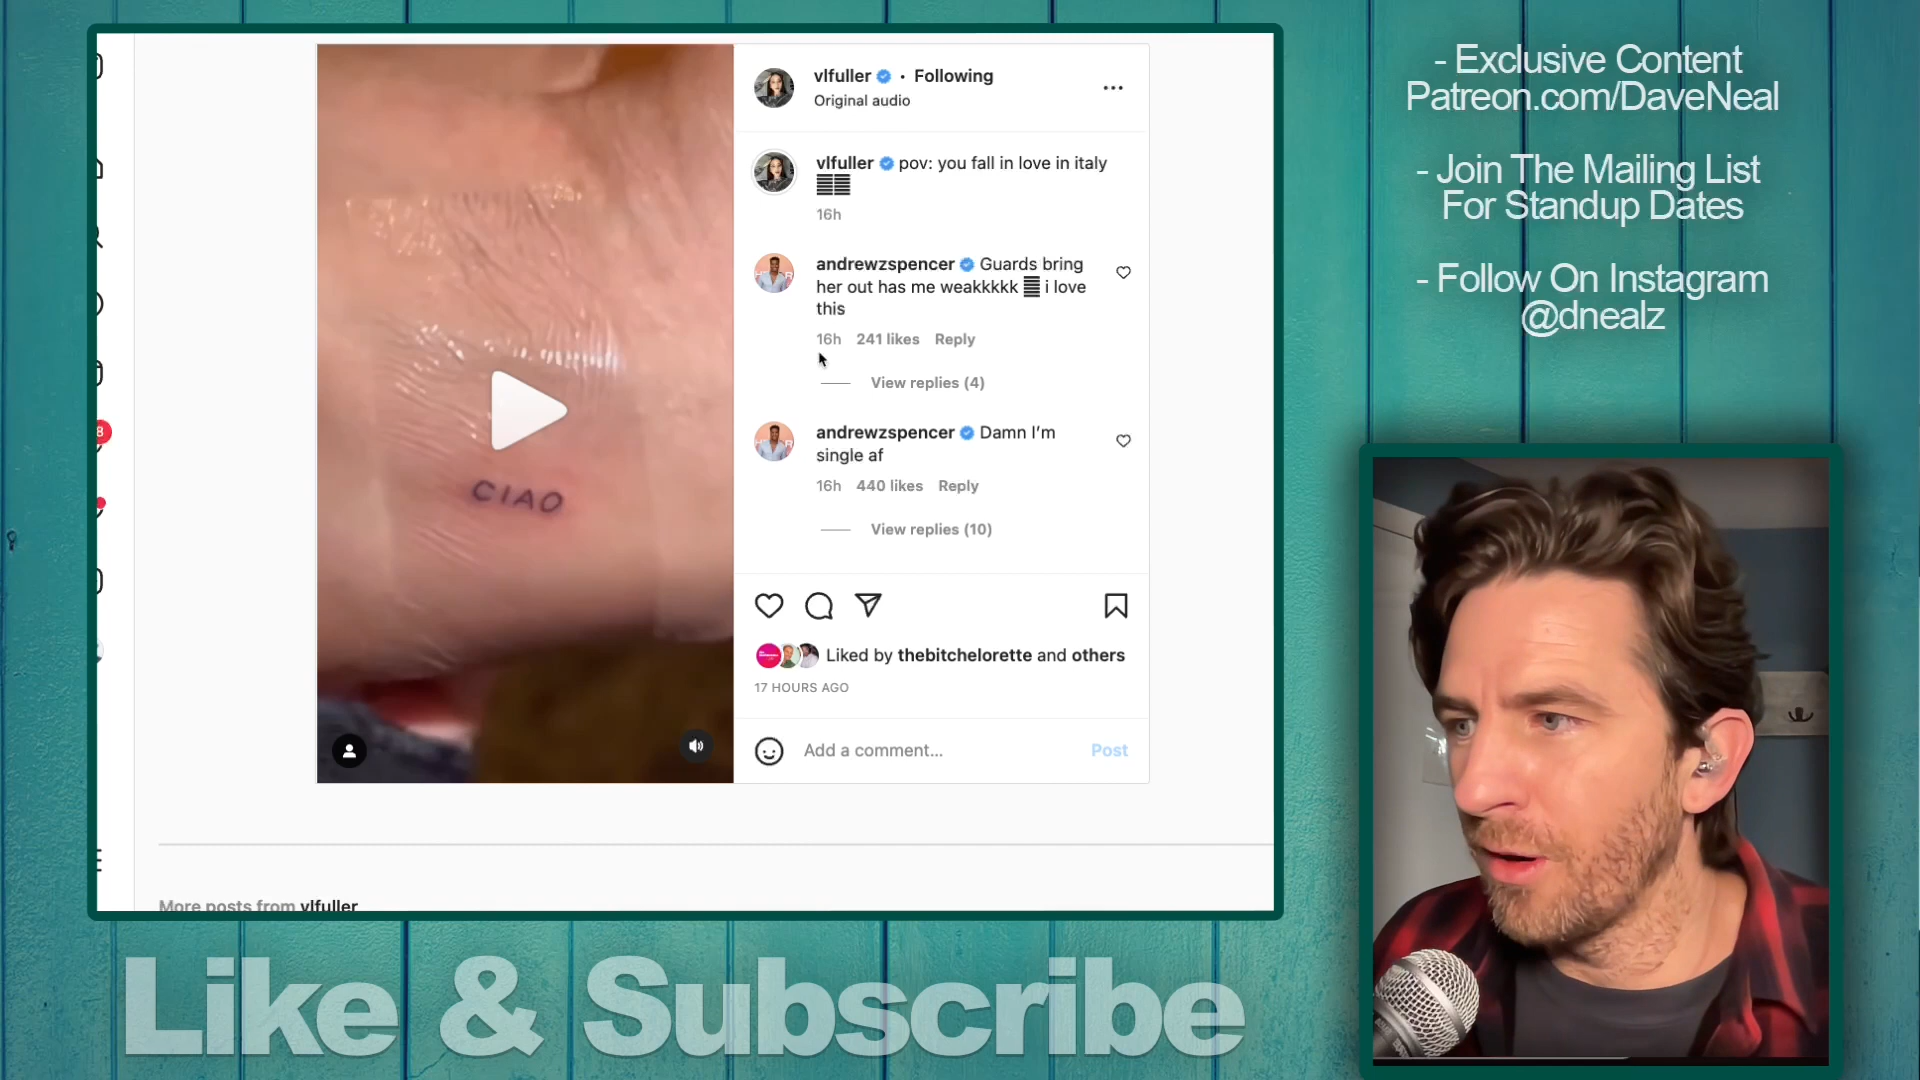 vlfuller • Following
Original audio
vlfuller pov: you fall in love in italy
16h
andrewzspencer Guards bring
her out has me weakkkkk i love
this
16h 241 likes Reply
View replies (4)
andrewzspencer Damn I'm
single af
16h 440 likes Reply
View replies (10)
Liked by thebitchelorette and others
17 HOURS AGO
Add a comment... Post
CIAO
8
More posts from vlfuller
- Exclusive Content
Patreon.com/DaveNeal
- Join The Mailing List
For Standup Dates
- Follow On Instagram
@dnealz
Like & Subscribe